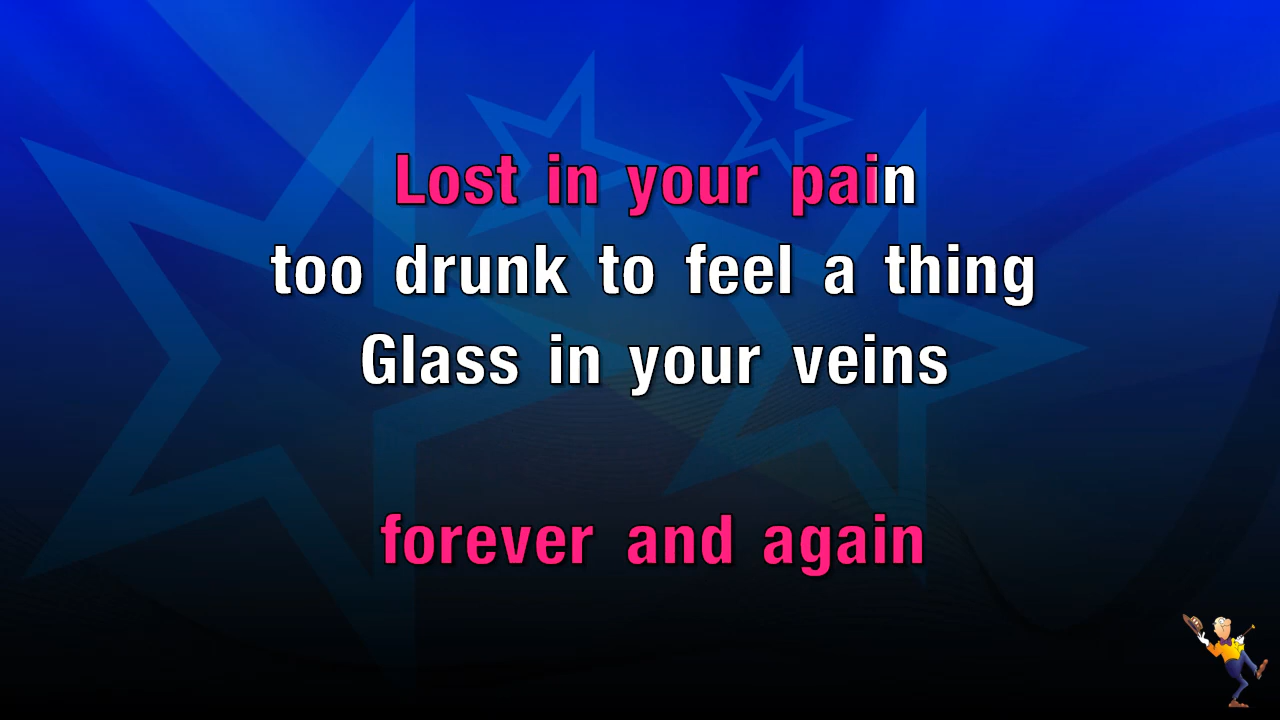 Lost in your pain
too drunk to feel a thing
Glass in your veins
forever and again